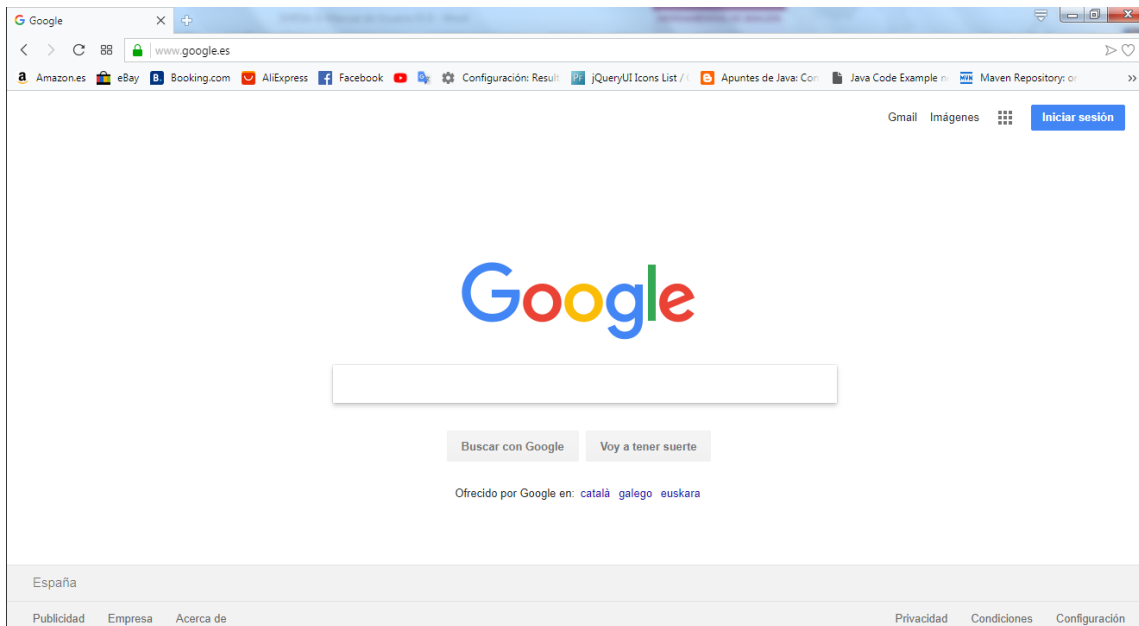 Google
www.google.es
Amazon.es eBay Booking.com AliExpress Facebook Configuración: Result jQueryUI Icons List / Apuntes de Java: Con Java Code Example Maven Repository:
Gmail Imágenes Iniciar sesión
Google
Buscar con Google Voy a tener suerte
Ofrecido por Google en: català galego euskara
España
Publicidad Empresa Acerca de Privacidad Condiciones Configuración